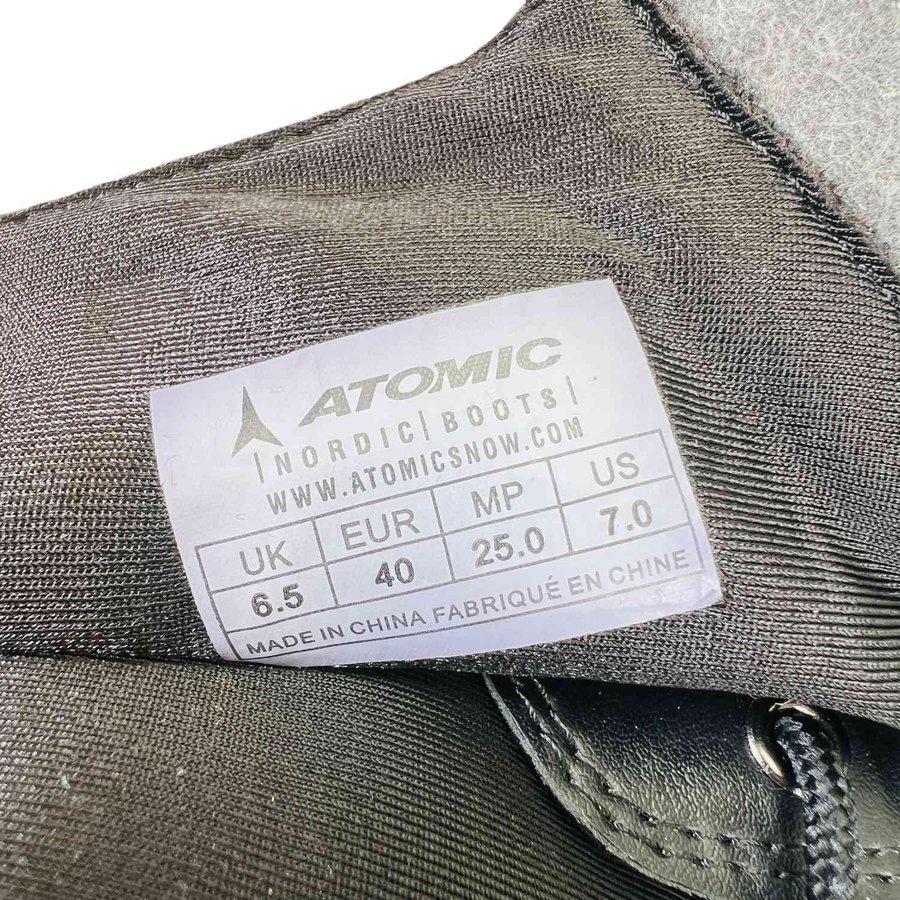 ATOMIC
|NORDIC|BOOTS|
WWW.ATOMICSNOW.COM
UK EUR MP US
6.5 40 25.0 7.0
MADE IN CHINA FABRIQUÉ EN CHINE